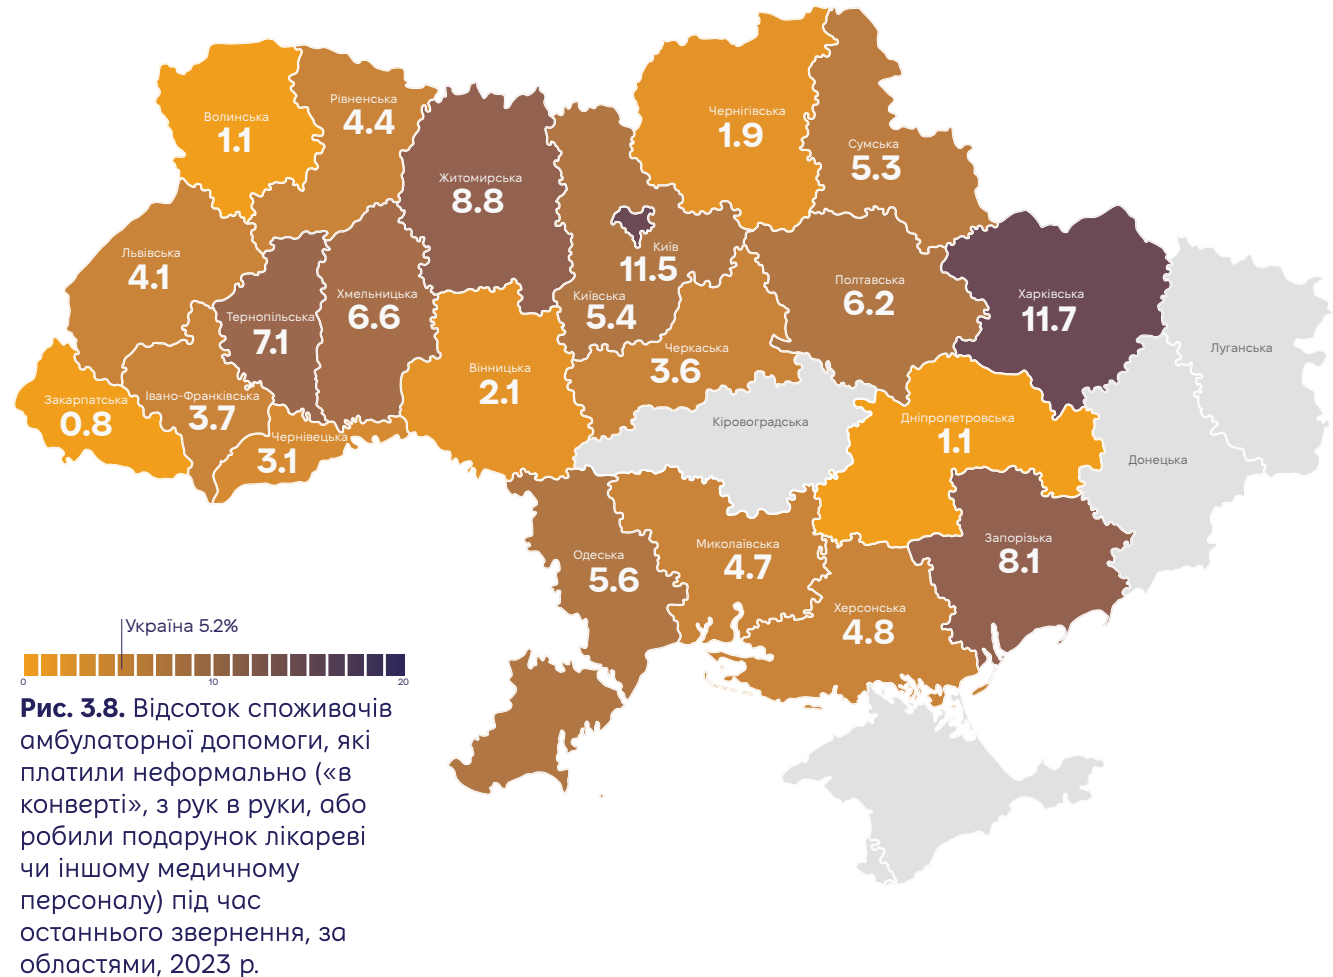 Волинська
1.1
Рівненська
4.4
Житомирська
8.8
Чернігівська
1.9
Сумська
5.3
Львівська
4.1
Тернопільська
7.1
Хмельницька
6.6
Київ
11.5
Київська
5.4
Полтавська
6.2
Харківська
11.7
Луганська
Закарпатська
0.8
Івано-Франківська
3.7
Чернівецька
3.1
Вінницька
2.1
Черкаська
3.6
Кіровоградська
Дніпропетровська
1.1
Донецька
Одеська
5.6
Миколаївська
4.7
Запорізька
8.1
Херсонська
4.8
Україна 5.2%
0 10 20
Рис. 3.8. Відсоток споживачів
амбулаторної допомоги, які
платили неформально («в
конверті», з рук в руки, або
робили подарунок лікареві
чи іншому медичному
персоналу) під час
останнього звернення, за
областями, 2023 р.